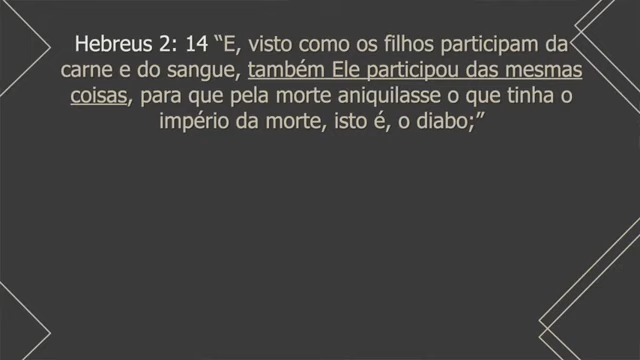 Hebreus 2: 14 “E, visto como os filhos participam da
carne e do sangue, também Ele participou das mesmas
coisas, para que pela morte aniquilasse o que tinha o
império da morte, isto é, o diabo;”